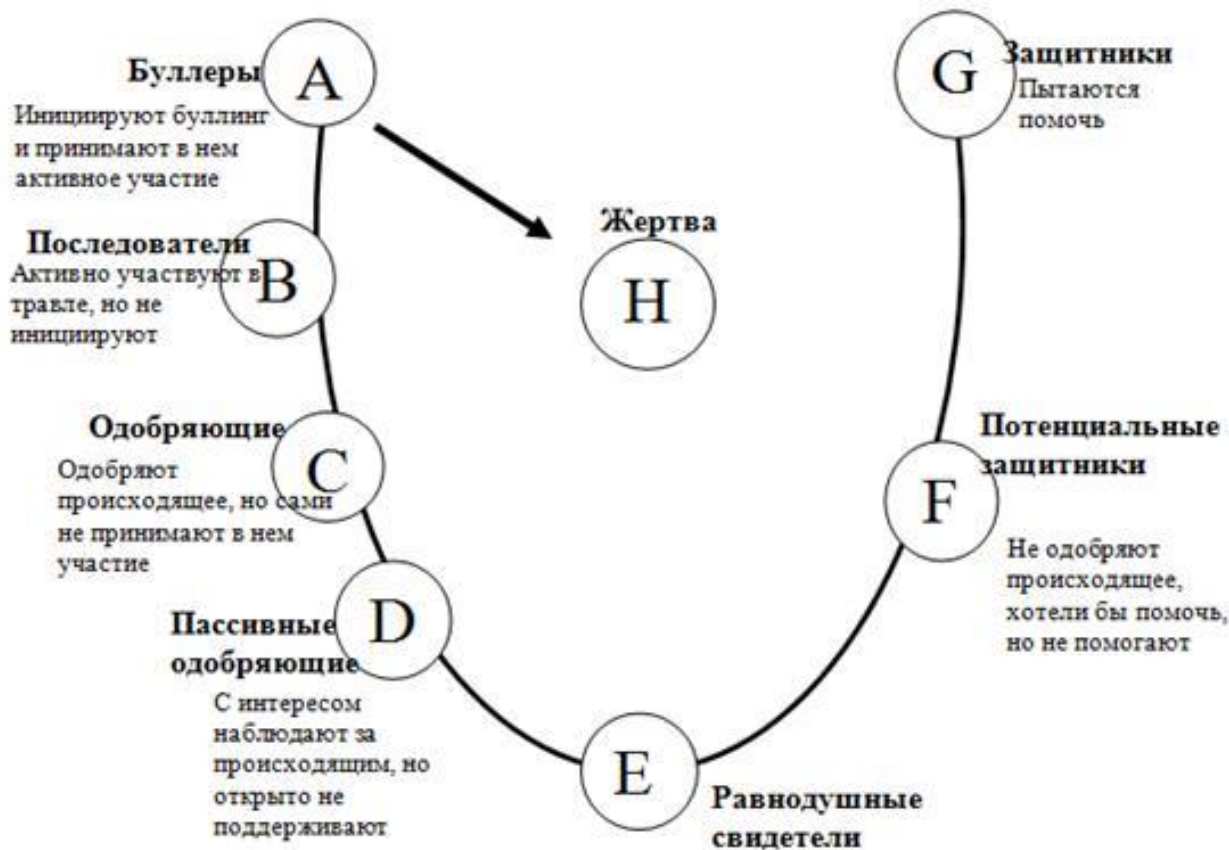 A
Буллеры
Инициируют буллинг
и принимают в нем
активное участие
B
Последователи
Активно участвуют в
травле, но не
инициируют
C
Одобряющие
Одобряют
происходящее, но сами
не принимают в нем
участие
D
Пассивные
одобряющие
С интересом
наблюдают за
происходящим, но
открыто не
поддерживают
E
Равнодушные
свидетели
F
Потенциальные
защитники
Не одобряют
происходящее,
хотели бы помочь,
но не помогают
G
Защитники
Пытаются
помочь
Жертва
H